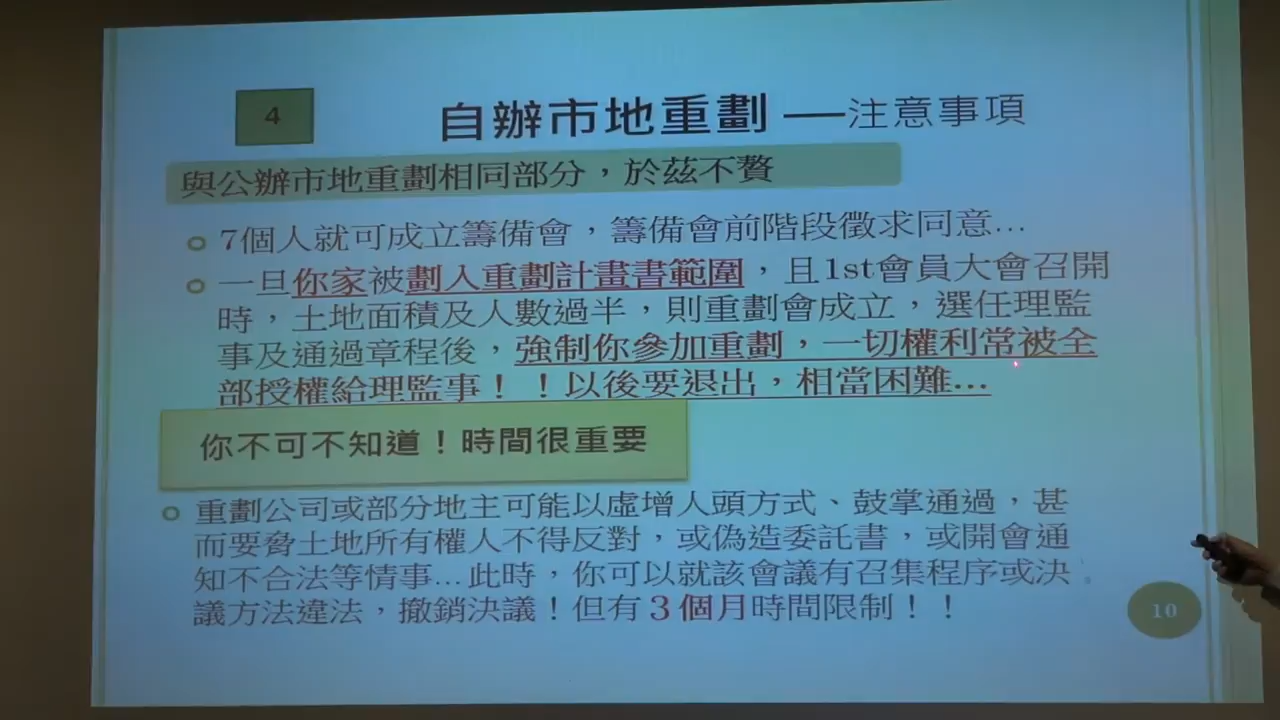 4
自辦市地重劃 —注意事項
與公辦市地重劃相同部分，於茲不贅
7個人就可成立籌備會，籌備會前階段徵求同意...
一旦你家被劃入重劃計畫書範圍，且1st會員大會召開
時，土地面積及人數過半，則重劃會成立，選任理監
事及通過章程後，強制你參加重劃，一切權利常被全
部授權給理監事！！以後要退出，相當困難...
你不可不知道！時間很重要
重劃公司或部分地主可能以虛增人頭方式、鼓掌通過，甚
而要脅土地所有權人不得反對，或偽造委託書，或開會通
知不合法等情事...此時，你可以就該會議有召集程序或決
議方法違法，撤銷決議！但有３個月時間限制！！
10